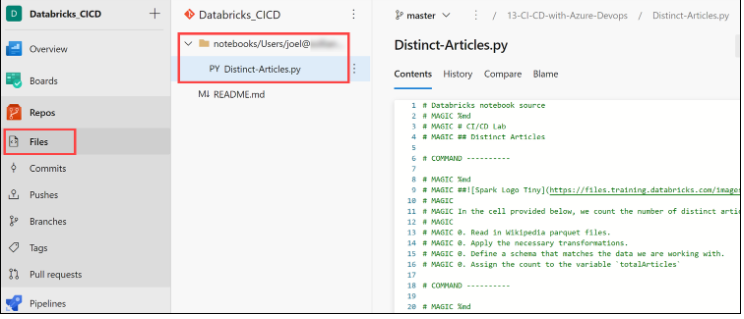 D Databricks_CICD
Overview
Boards
Repos
Files
Commits
Pushes
Branches
Tags
Pull requests
Pipelines
Databricks_CICD
notebooks/Users/joel@
PY Distinct-Articles.py
M↓ README.md
master
/ 13-CI-CD-with-Azure-Devops / Distinct-Articles.py
Distinct-Articles.py
Contents History Compare Blame
1 # Databricks notebook source
2 # MAGIC %md
3 # MAGIC # CI/CD Lab
4 # MAGIC ## Distinct Articles
5
6 # COMMAND ----------
7
8 # MAGIC %md
9 # MAGIC ##![Spark Logo Tiny](https://files.training.databricks.com/images
10 # MAGIC
11 # MAGIC In the cell provided below, we count the number of distinct artic
12 # MAGIC
13 # MAGIC 0. Read in Wikipedia parquet files.
14 # MAGIC 0. Apply the necessary transformations.
15 # MAGIC 0. Define a schema that matches the data we are working with.
16 # MAGIC 0. Assign the count to the variable `totalArticles`
17
18 # COMMAND ----------
19
20 # MAGIC %md